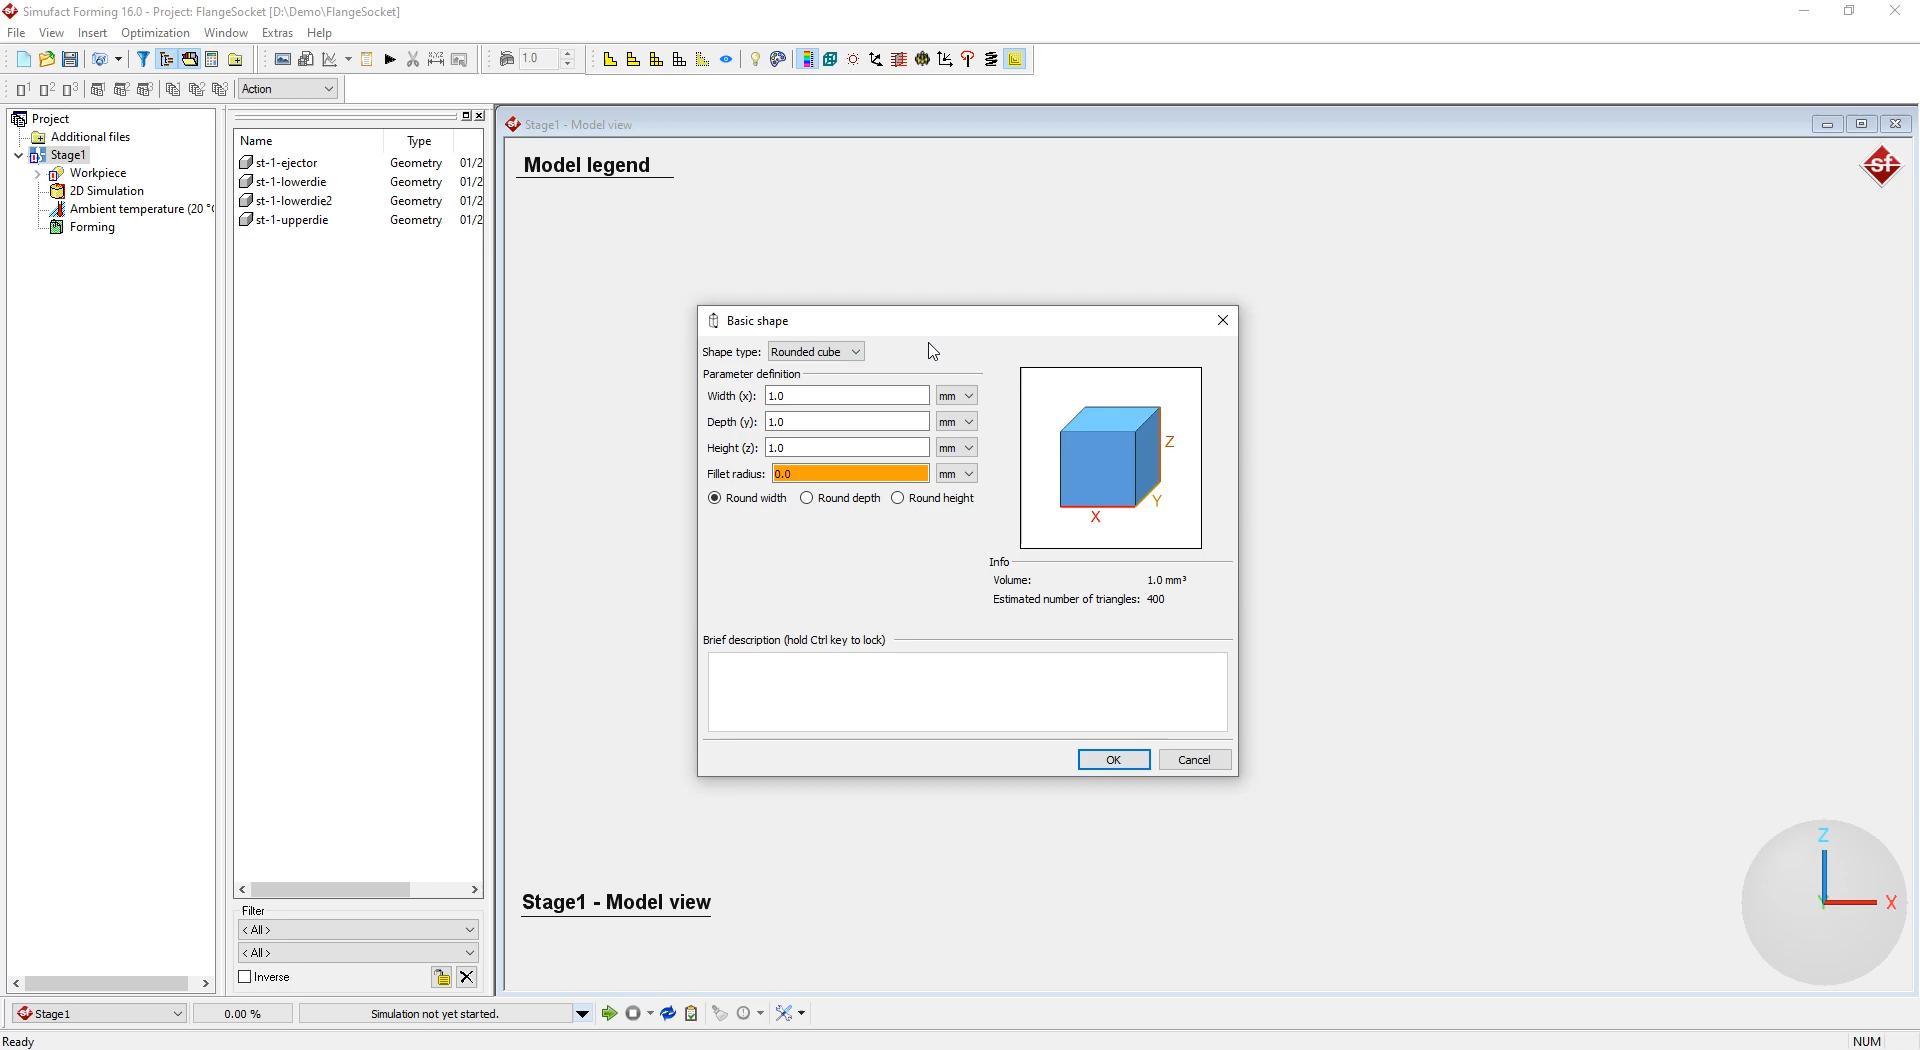 Simufact Forming 16.0 - Project: FlangeSocket [D:\Demo\FlangeSocket]
File View Insert Optimization Window Extras Help
1.0
Action
Project
Additional files
Stage1
Workpiece
2D Simulation
Ambient temperature (20 °C
Forming
Name Type
st-1-ejector Geometry 01/2
st-1-lowerdie Geometry 01/2
st-1-lowerdie2 Geometry 01/2
st-1-upperdie Geometry 01/2
Filter
<All>
<All>
Inverse
Stage1 - Model view
Model legend
sf
Basic shape
Shape type: Rounded cube
Parameter definition
Width (x): 1.0 mm
Depth (y): 1.0 mm
Height (z): 1.0 mm
Fillet radius: 0.0 mm
Round width Round depth Round height
Z
Y
X
Info
Volume: 1.0 mm³
Estimated number of triangles: 400
Brief description (hold Ctrl key to lock)
OK Cancel
Stage1 - Model view
Z
Y X
Stage1 0.00 % Simulation not yet started.
Ready NUM